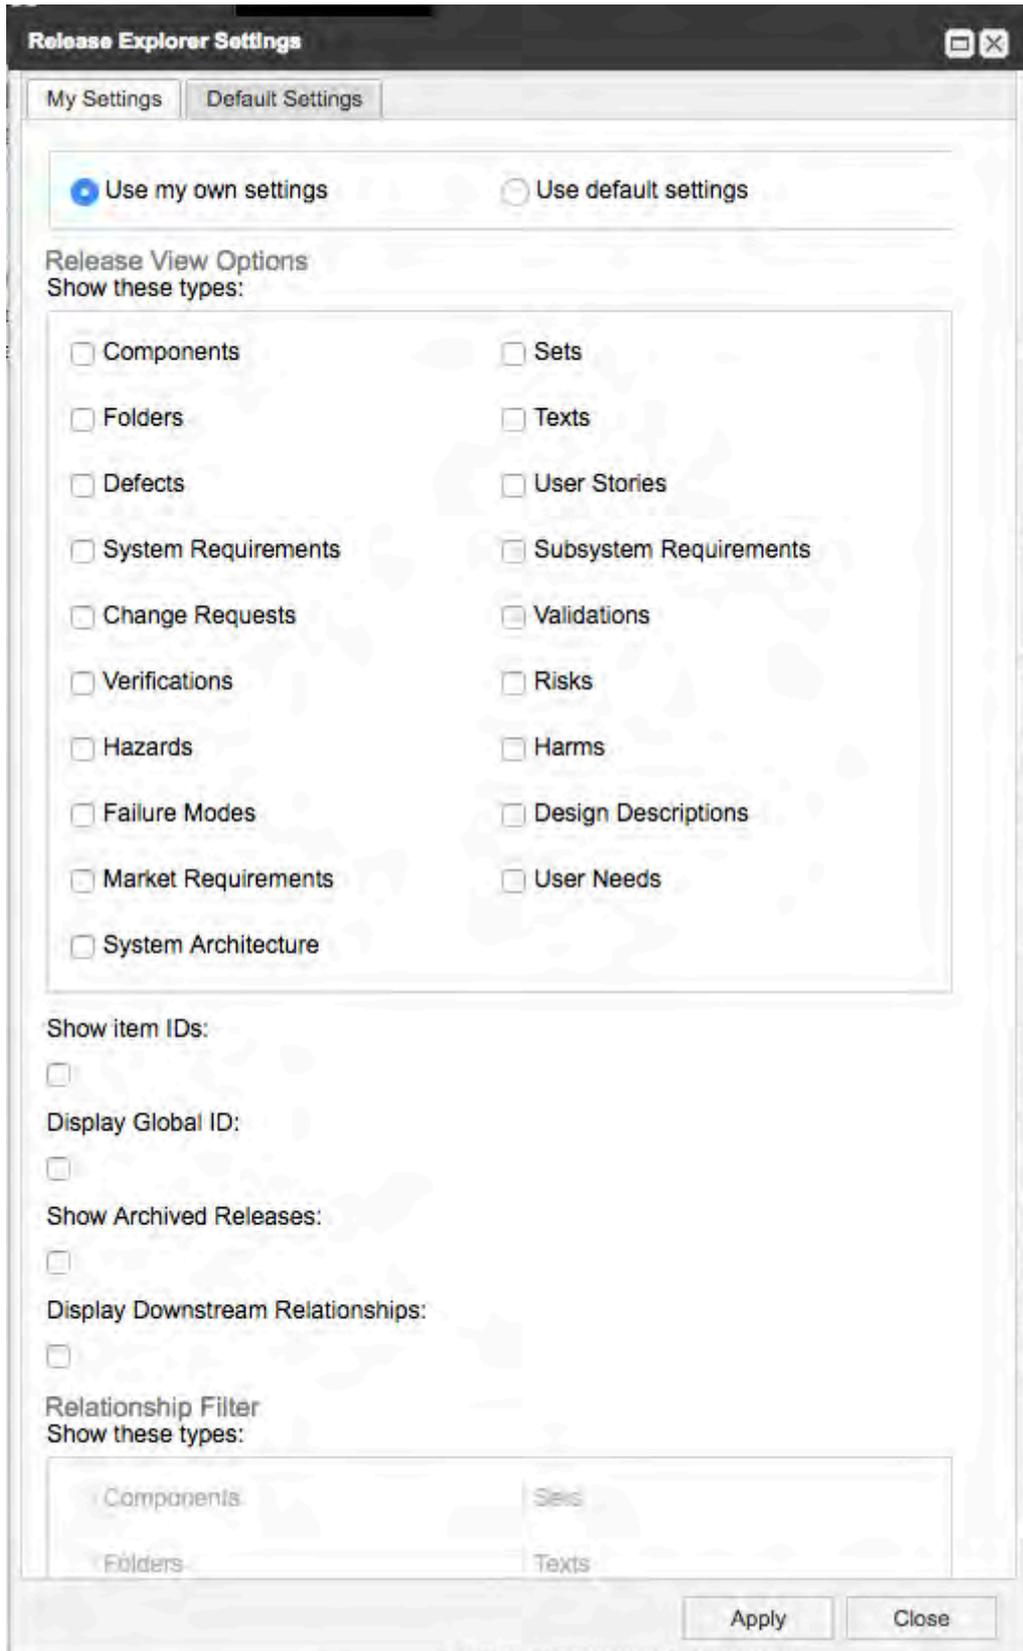 Release Explorer Settings
My Settings Default Settings
Use my own settings Use default settings
Release View Options
Show these types:
Components Sets
Folders Texts
Defects User Stories
System Requirements Subsystem Requirements
Change Requests Validations
Verifications Risks
Hazards Harms
Failure Modes Design Descriptions
Market Requirements User Needs
System Architecture
Show item IDs:
Display Global ID:
Show Archived Releases:
Display Downstream Relationships:
Relationship Filter
Show these types:
Components Sets
Folders Texts
Apply Close